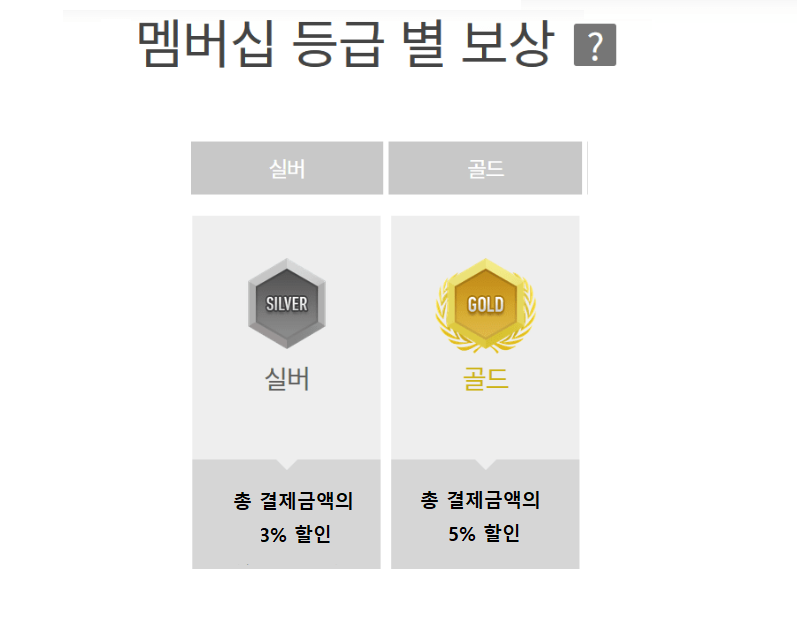 멤버십 등급 별 보상 ?
실버 골드
SILVER GOLD
실버 골드
총 결제금액의 총 결제금액의
3% 할인 5% 할인